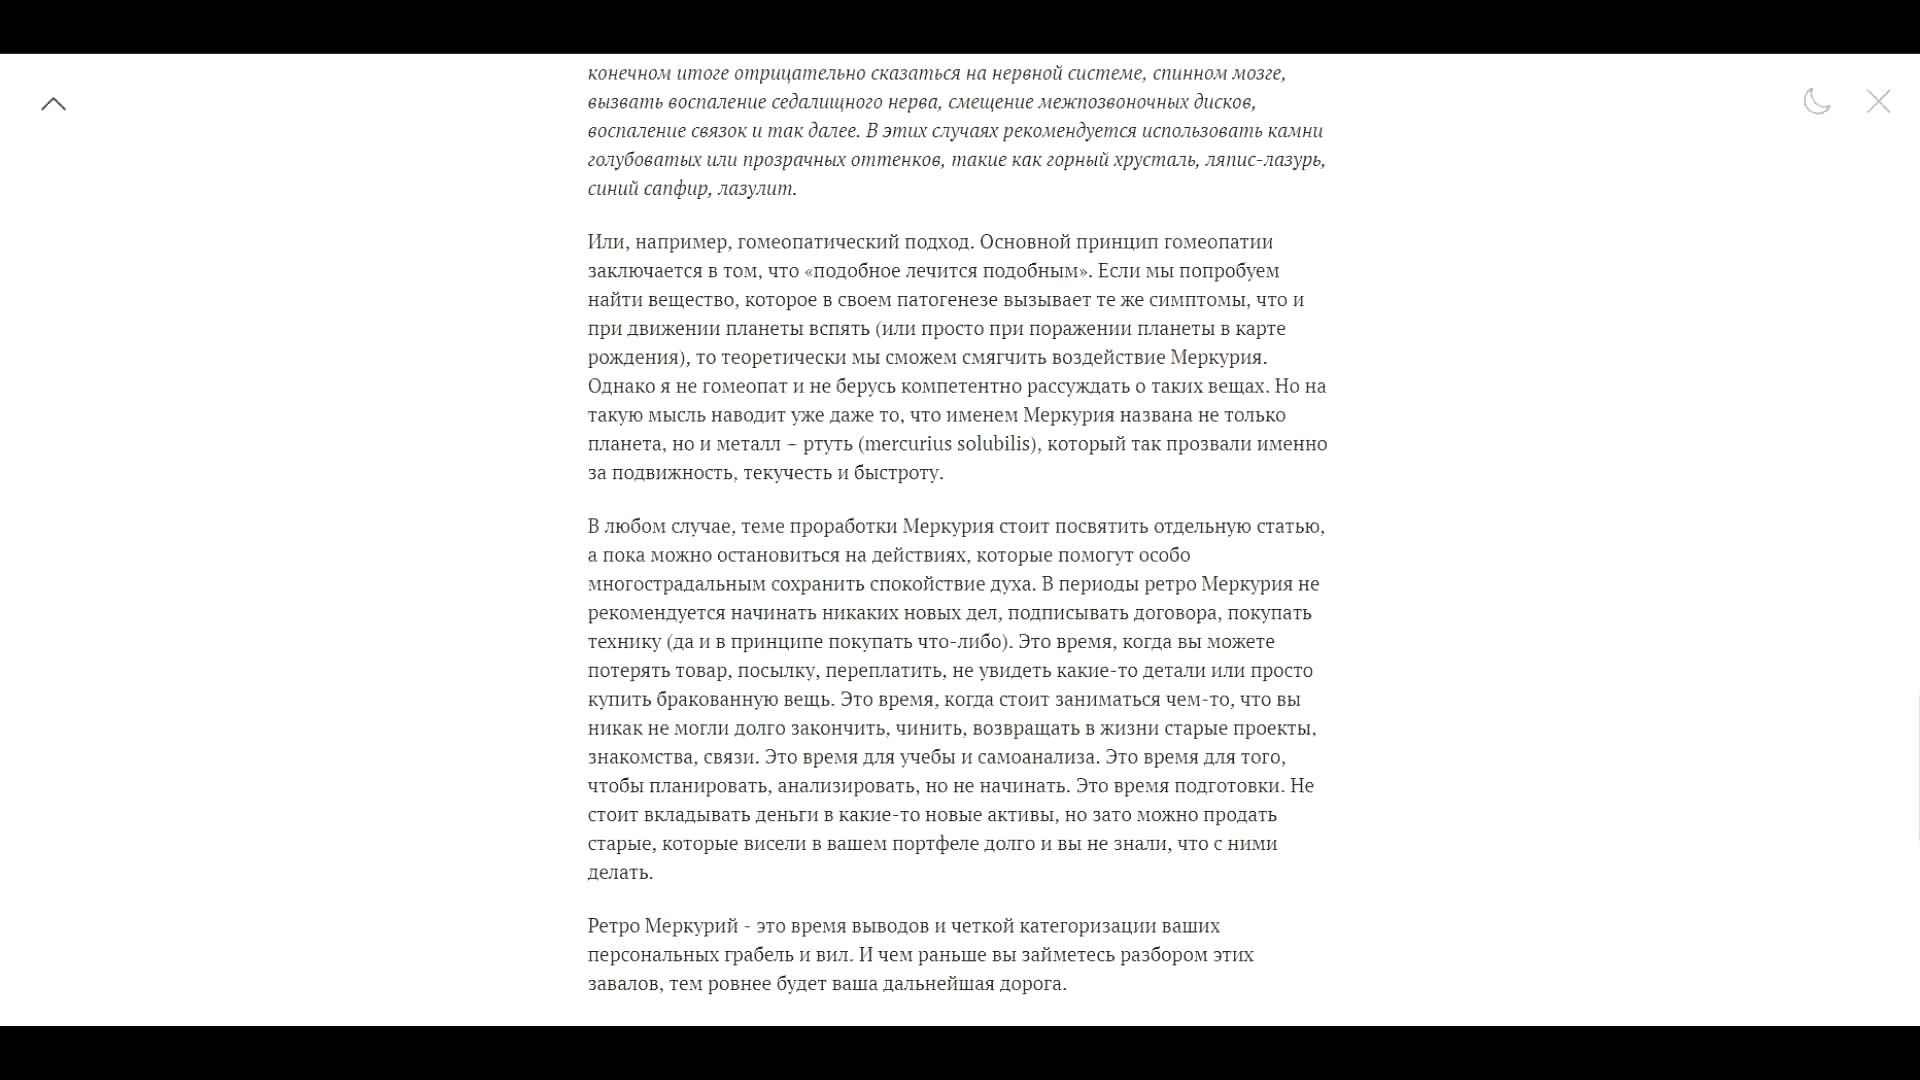 конечном итоге отрицательно сказаться на нервной системе, спинном мозге,
вызвать воспаление седалищного нерва, смещение межпозвоночных дисков,
воспаление связок и так далее. В этих случаях рекомендуется использовать камни
голубоватых или прозрачных оттенков, такие как горный хрусталь, ляпис-лазурь,
синий сапфир, лазулит.
Или, например, гомеопатический подход. Основной принцип гомеопатии
заключается в том, что «подобное лечится подобным». Если мы попробуем
найти вещество, которое в своем патогенезе вызывает те же симптомы, что и
при движении планеты вспять (или просто при поражении планеты в карте
рождения), то теоретически мы сможем смягчить воздействие Меркурия.
Однако я не гомеопат и не берусь компетентно рассуждать о таких вещах. Но на
такую мысль наводит уже даже то, что именем Меркурия названа не только
планета, но и металл – ртуть (mercurius solubilis), который так прозвали именно
за подвижность, текучесть и быстроту.
В любом случае, теме проработки Меркурия стоит посвятить отдельную статью,
а пока можно остановиться на действиях, которые помогут особо
многострадальным сохранить спокойствие духа. В периоды ретро Меркурия не
рекомендуется начинать никаких новых дел, подписывать договора, покупать
технику (да и в принципе покупать что-либо). Это время, когда вы можете
потерять товар, посылку, переплатить, не увидеть какие-то детали или просто
купить бракованную вещь. Это время, когда стоит заниматься чем-то, что вы
никак не могли долго закончить, чинить, возвращать в жизни старые проекты,
знакомства, связи. Это время для учебы и самоанализа. Это время для того,
чтобы планировать, анализировать, но не начинать. Это время подготовки. Не
стоит вкладывать деньги в какие-то новые активы, но зато можно продать
старые, которые висели в вашем портфеле долго и вы не знали, что с ними
делать.
Ретро Меркурий - это время выводов и четкой категоризации ваших
персональных грабель и вил. И чем раньше вы займетесь разбором этих
завалов, тем ровнее будет ваша дальнейшая дорога.